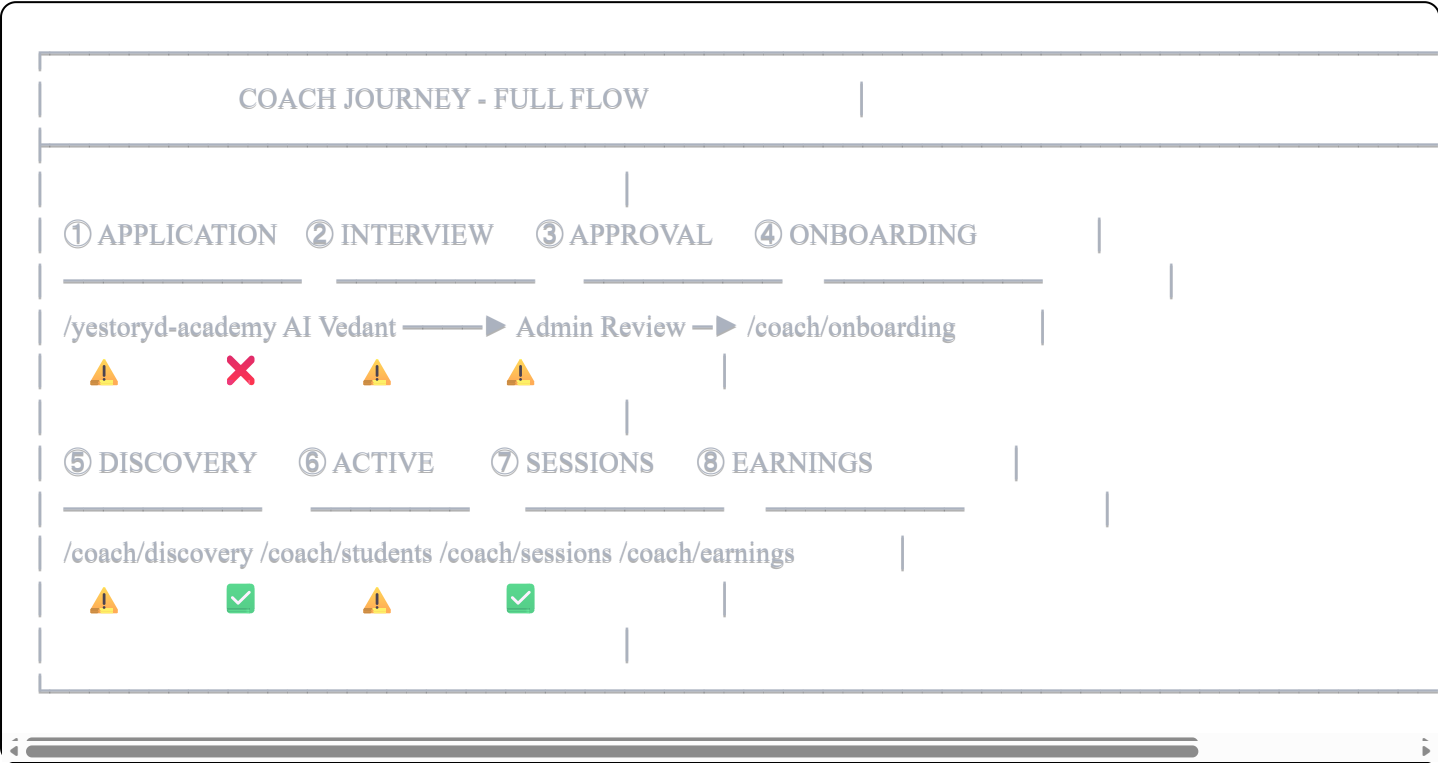 COACH JOURNEY - FULL FLOW
① APPLICATION ② INTERVIEW ③ APPROVAL ④ ONBOARDING
/yestoryd-academy AI Vedant ────▶ Admin Review ─▶ /coach/onboarding
⚠️ ❌ ⚠️ ⚠️
⑤ DISCOVERY ⑥ ACTIVE ⑦ SESSIONS ⑧ EARNINGS
/coach/discovery /coach/students /coach/sessions /coach/earnings
⚠️ ✅ ⚠️ ✅